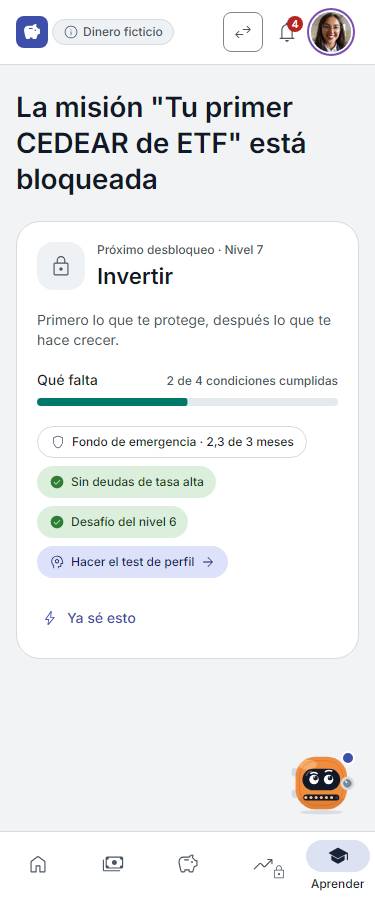 Dinero ficticio
4
La misión "Tu primer
CEDEAR de ETF" está
bloqueada
Próximo desbloqueo · Nivel 7
Invertir
Primero lo que te protege, después lo que te
hace crecer.
Qué falta
2 de 4 condiciones cumplidas
Fondo de emergencia · 2,3 de 3 meses
Sin deudas de tasa alta
Desafío del nivel 6
Hacer el test de perfil
Ya sé esto
Aprender